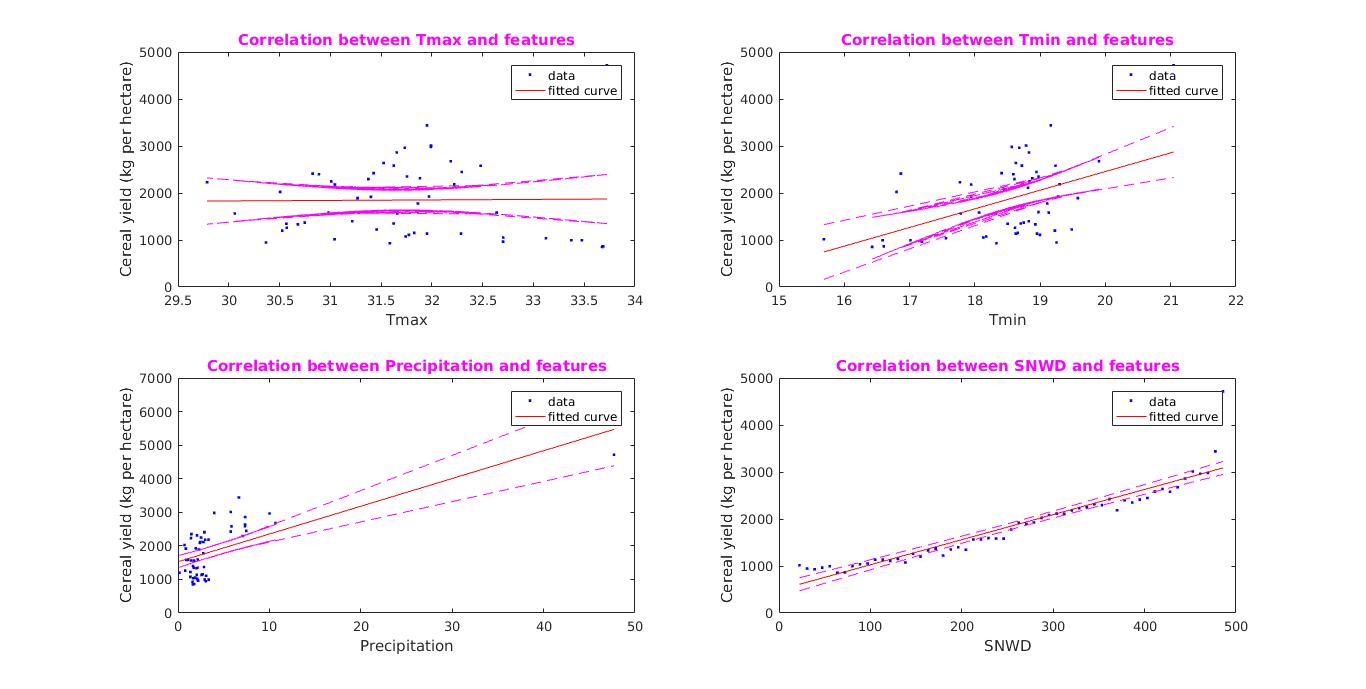 Correlation between Tmax and features
5000
4000
3000
2000
1000
0
Cereal yield (kg per hectare)
data
fitted curve
29.5 30 30.5 31 31.5 32 32.5 33 33.5 34
Tmax
Correlation between Tmin and features
5000
4000
3000
2000
1000
0
Cereal yield (kg per hectare)
data
fitted curve
15 16 17 18 19 20 21 22
Tmin
Correlation between Precipitation and features
7000
6000
5000
4000
3000
2000
1000
0
Cereal yield (kg per hectare)
data
fitted curve
0 10 20 30 40 50
Precipitation
Correlation between SNWD and features
5000
4000
3000
2000
1000
0
Cereal yield (kg per hectare)
data
fitted curve
0 100 200 300 400 500
SNWD